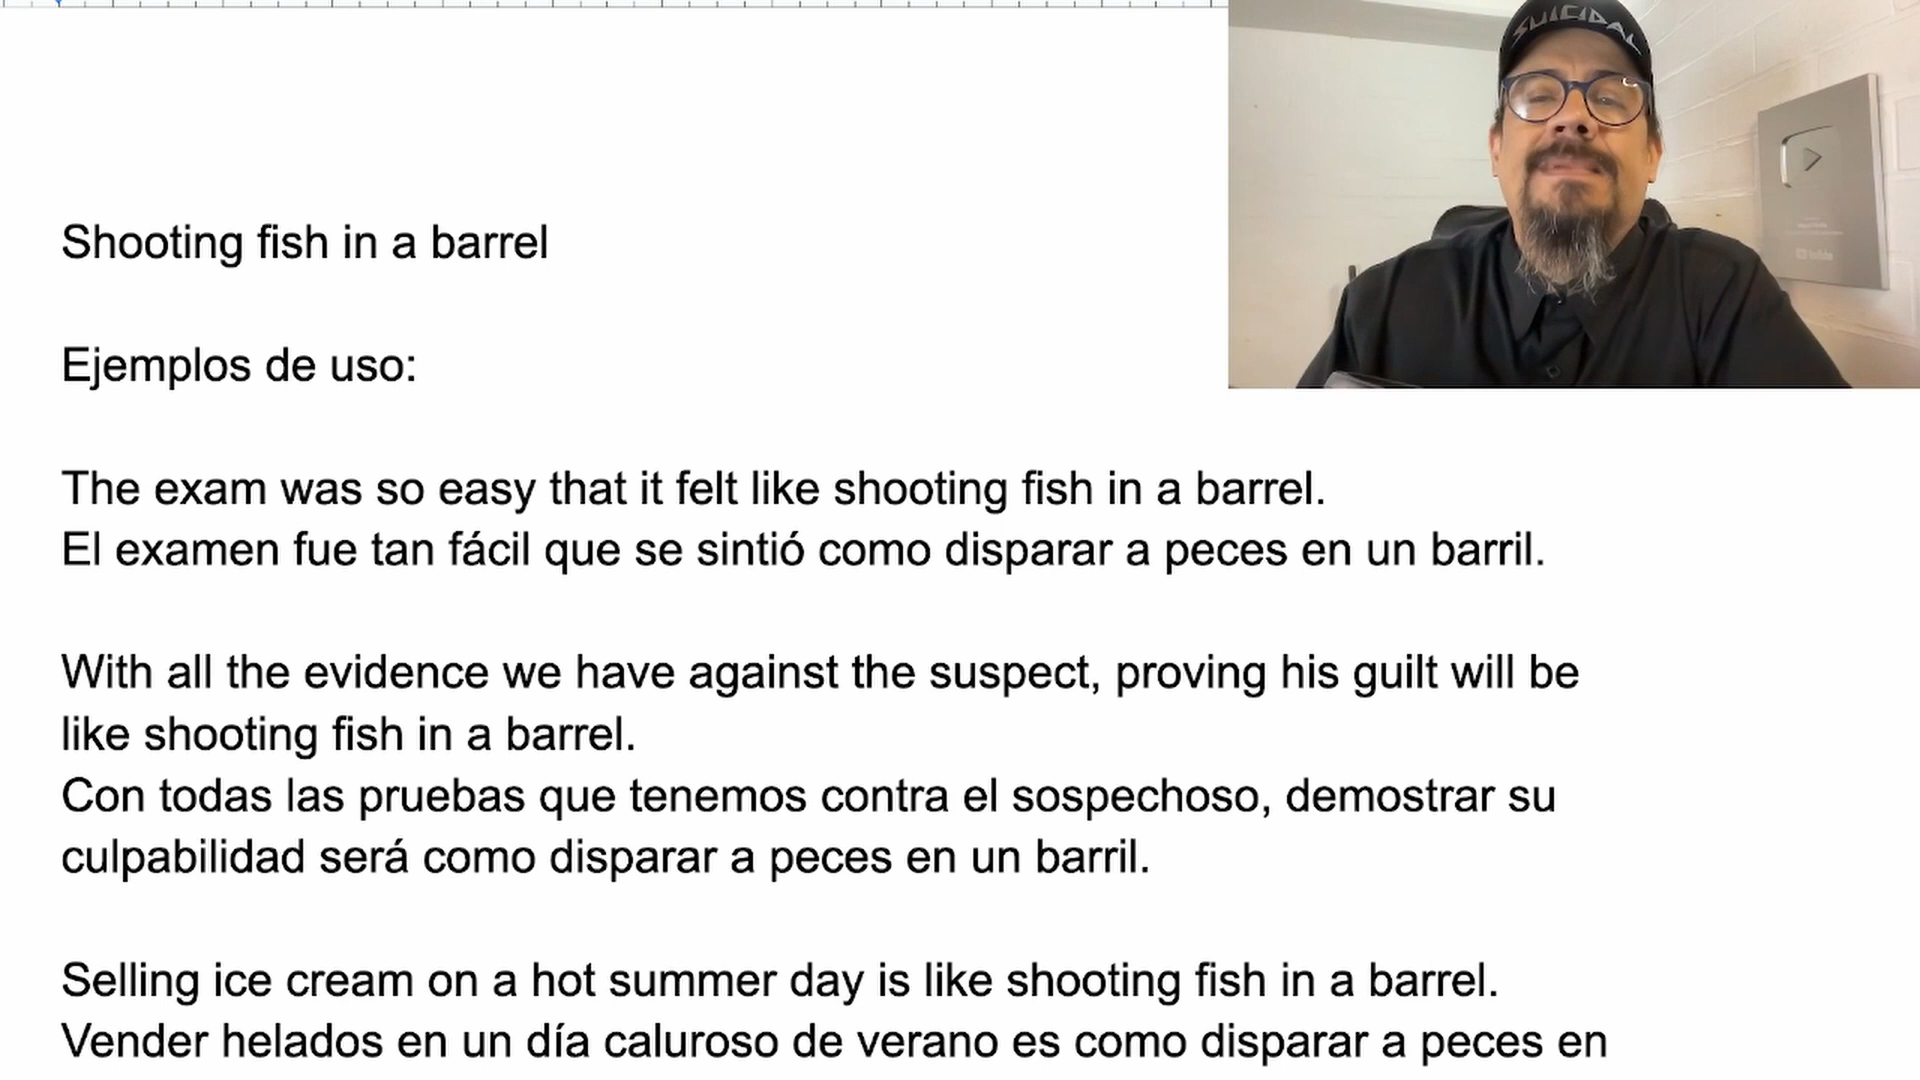 SUICIDAL
Shooting fish in a barrel
Ejemplos de uso:
The exam was so easy that it felt like shooting fish in a barrel.
El examen fue tan fácil que se sintió como disparar a peces en un barril.
With all the evidence we have against the suspect, proving his guilt will be
like shooting fish in a barrel.
Con todas las pruebas que tenemos contra el sospechoso, demostrar su
culpabilidad será como disparar a peces en un barril.
Selling ice cream on a hot summer day is like shooting fish in a barrel.
Vender helados en un día caluroso de verano es como disparar a peces en